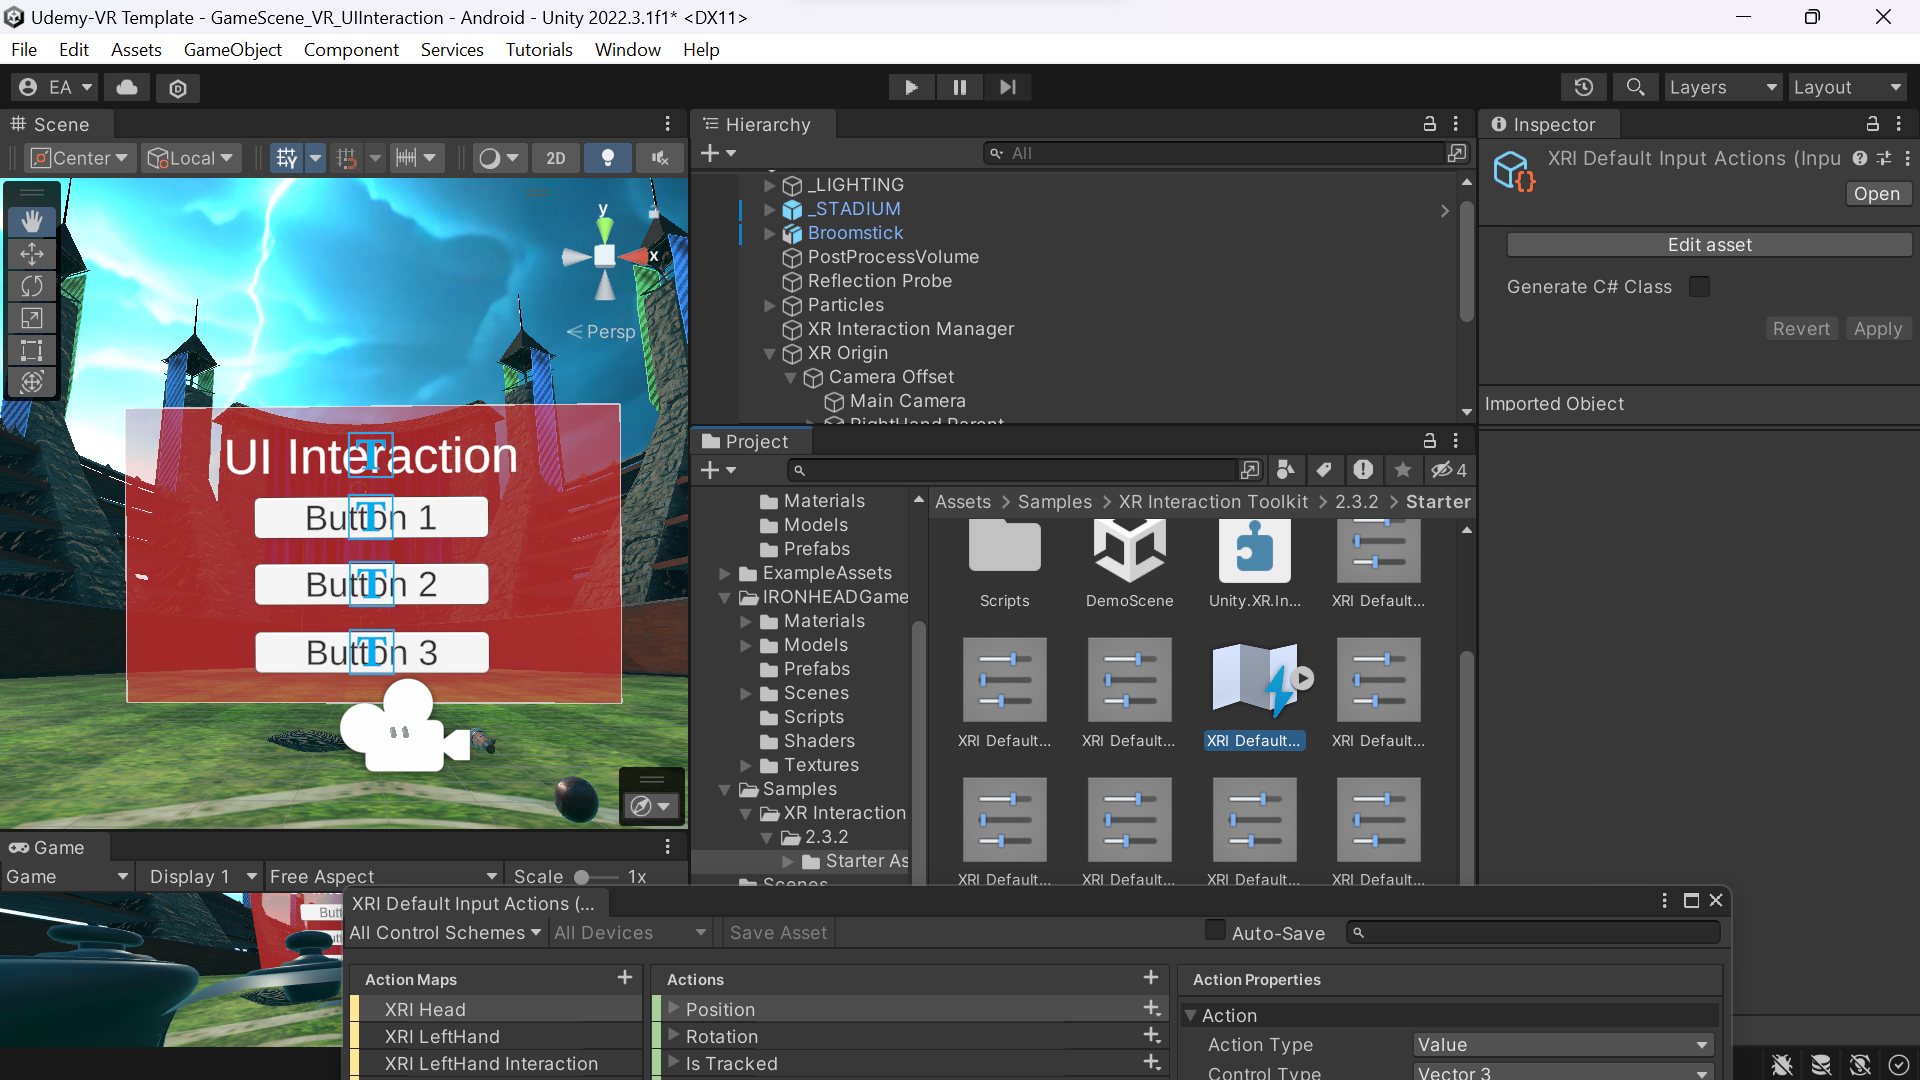 Udemy-VR Template - GameScene_VR_UIInteraction - Android - Unity 2022.3.1f1* <DX11>
File Edit Assets GameObject Component Services Tutorials Window Help
EA Layers Layout
Scene
Center Local 2D
y
x
Persp
UI Interaction
Button 1
Button 2
Button 3
Game
Game Display 1 Free Aspect Scale 1x
Hierarchy
All
_LIGHTING
_STADIUM
Broomstick
PostProcessVolume
Reflection Probe
Particles
XR Interaction Manager
XR Origin
Camera Offset
Main Camera
RightHand Parent
Project
4
Materials
Models
Prefabs
ExampleAssets
IRONHEADGame
Materials
Models
Prefabs
Scenes
Scripts
Shaders
Textures
Samples
XR Interaction
2.3.2
Starter As
Scenes
Assets > Samples > XR Interaction Toolkit > 2.3.2 > Starter
Scripts DemoScene Unity.XR.In... XRI Default...
XRI Default... XRI Default... XRI Default... XRI Default...
XRI Default... XRI Default... XRI Default... XRI Default...
Inspector
XRI Default Input Actions (Inpu
Open
Edit asset
Generate C# Class
Revert Apply
Imported Object
XRI Default Input Actions (...
All Control Schemes All Devices Save Asset Auto-Save
Action Maps
XRI Head
XRI LeftHand
XRI LeftHand Interaction
Actions
Position
Rotation
Is Tracked
Action Properties
Action
Action Type Value
Control Type Vector 3